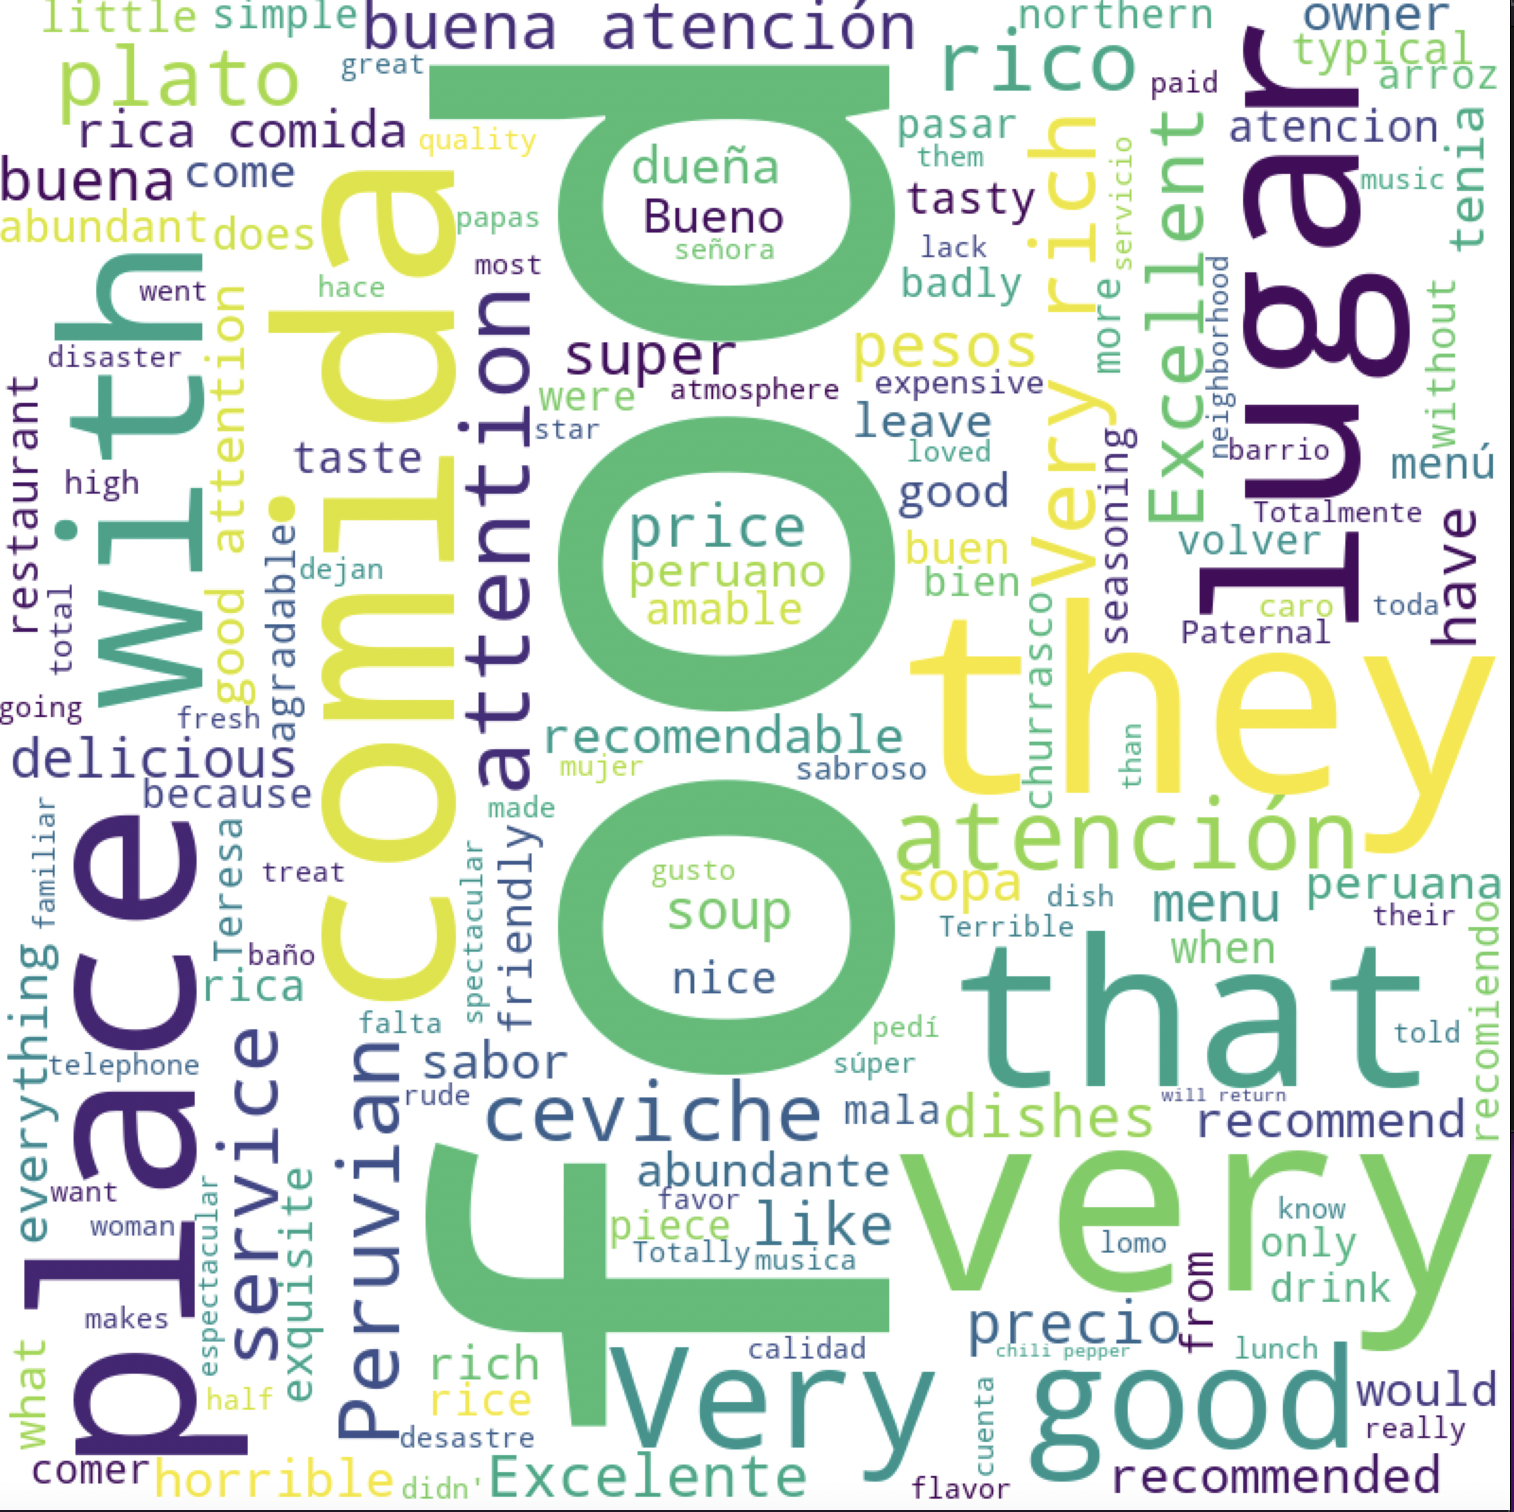 little
simple
buena atención
northern
owner
plato
great
rico
paid
typical
arroz
rica comida
quality
pasar
atencion
buena
come
dueña
them
music
tenia
abundant
does
papas
Bueno
tasty
servicio
señora
lack
went
hace
most
badly
very rich
Excellent
lugar
with
comida
food
disaster
good attention
attention
super
pesos
more
neighborhood
without
were
atmosphere
expensive
star
leave
restaurant
high
taste
loved
seasoning
barrio
menú
good
Totalmente
price
buen
volver
have
total
agradable
dejan
peruano
bien
amable
caro
toda
Paternal
they
going
fresh
churrasco
than
delicious
recomendable
mujer
sabroso
because
made
familiar
Teresa
treat
spectacular
friendly
gusto
atención
sopa
dish
menu
peruana
their
place
soup
Terrible
when
baño
rica
nice
that
recomiendo
everything
falta
pedí
told
telephone
service
sabor
súper
rude
ceviche
mala
dishes
will return
recommend
Peruvian
want
exquisite
abundante
favor
very
woman
espectacular
piece
like
know
Totally
musica
lomo
only
drink
makes
precio
from
what
calidad
chili pepper
lunch
rich
Very
good
half
rice
would
desastre
cuenta
really
comer
horrible
didn'
Excelente
flavor
recommended